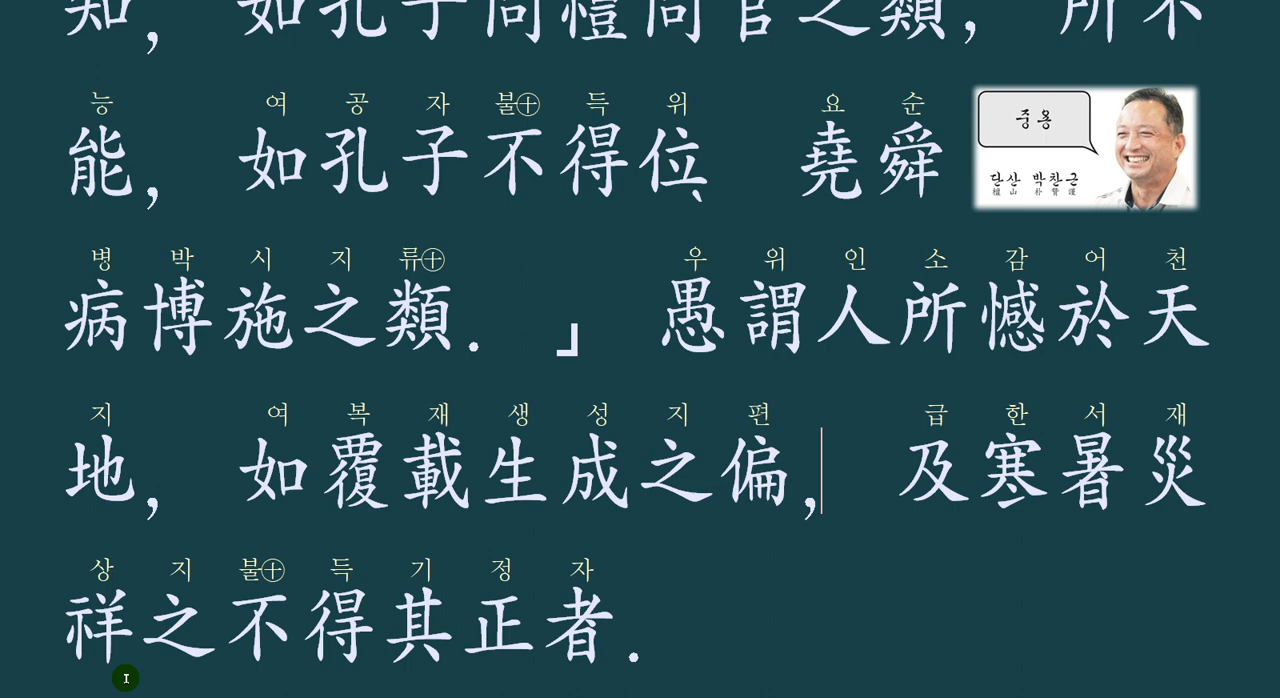 知, 如孔子問禮問官之類, 所不
능 여 공 자 불㊉ 득 위 요 순
能, 如孔子不得位、 堯舜
중용
단산 박찬근
檀山 朴贊謹
병 박 시 지 류㊉ 우 위 인 소 감 어 천
病博施之類. 」 愚謂人所憾於天
지 여 복 재 생 성 지 편 급 한 서 재
地, 如覆載生成之偏, 及寒暑災
상 지 불㊉ 득 기 정 자
祥之不得其正者.